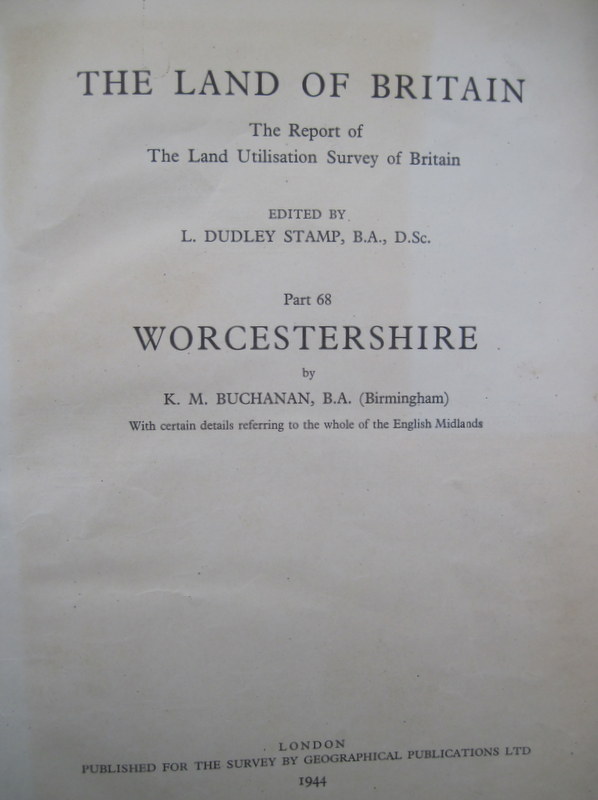 THE LAND OF BRITAIN
The Report of
The Land Utilisation Survey of Britain
EDITED BY
L. DUDLEY STAMP, B.A., D.Sc.
Part 68
WORCESTERSHIRE
by
K. M. BUCHANAN, B.A. (Birmingham)
With certain details referring to the whole of the English Midlands
LONDON
PUBLISHED FOR THE SURVEY BY GEOGRAPHICAL PUBLICATIONS LTD
1944